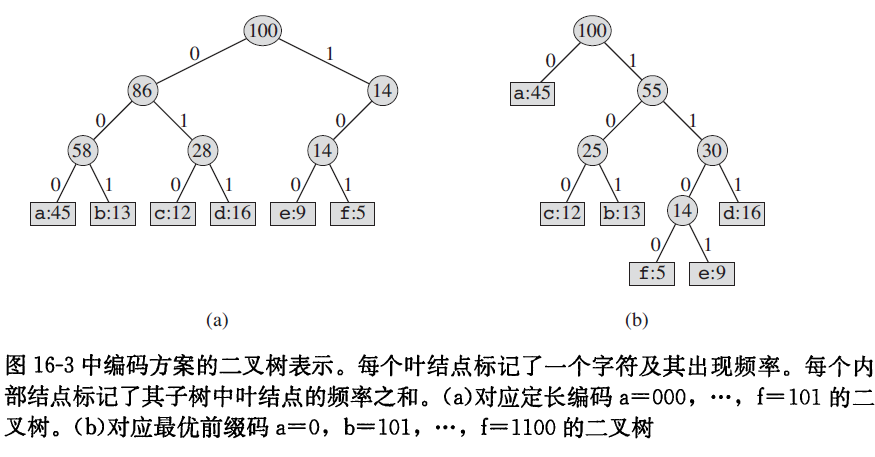 100 100
0 1 0 1
86 14 a:45 55
0 1 0 0 1
58 28 14 25 30
0 1 0 1 0 1 0 1 0 1
a:45 b:13 c:12 d:16 e:9 f:5 c:12 b:13 14 d:16
0 1
f:5 e:9
(a) (b)
图 16-3 中编码方案的二叉树表示。每个叶结点标记了一个字符及其出现频率。每个内
部结点标记了其子树中叶结点的频率之和。(a)对应定长编码 a=000，…，f=101 的二
叉树。(b)对应最优前缀码 a=0，b=101，…，f=1100 的二叉树